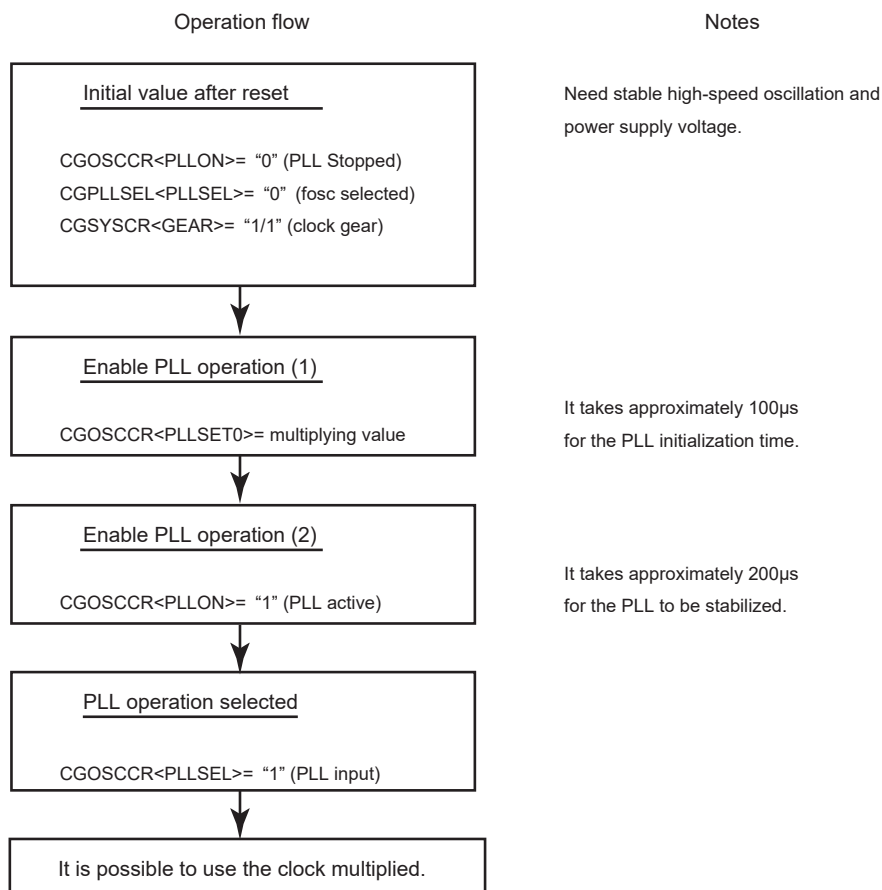 Operation flow
Notes
Initial value after reset
Need stable high-speed oscillation and
power supply voltage.
CGOSCCR<PLLON>= “0” (PLL Stopped)
CGPLLSEL<PLLSEL>= “0” (fosc selected)
CGSYSCR<GEAR>= “1/1” (clock gear)
Enable PLL operation (1)
CGOSCCR<PLLSET0>= multiplying value
It takes approximately 100µs
for the PLL initialization time.
Enable PLL operation (2)
CGOSCCR<PLLON>= “1” (PLL active)
It takes approximately 200µs
for the PLL to be stabilized.
PLL operation selected
CGOSCCR<PLLSEL>= “1” (PLL input)
It is possible to use the clock multiplied.